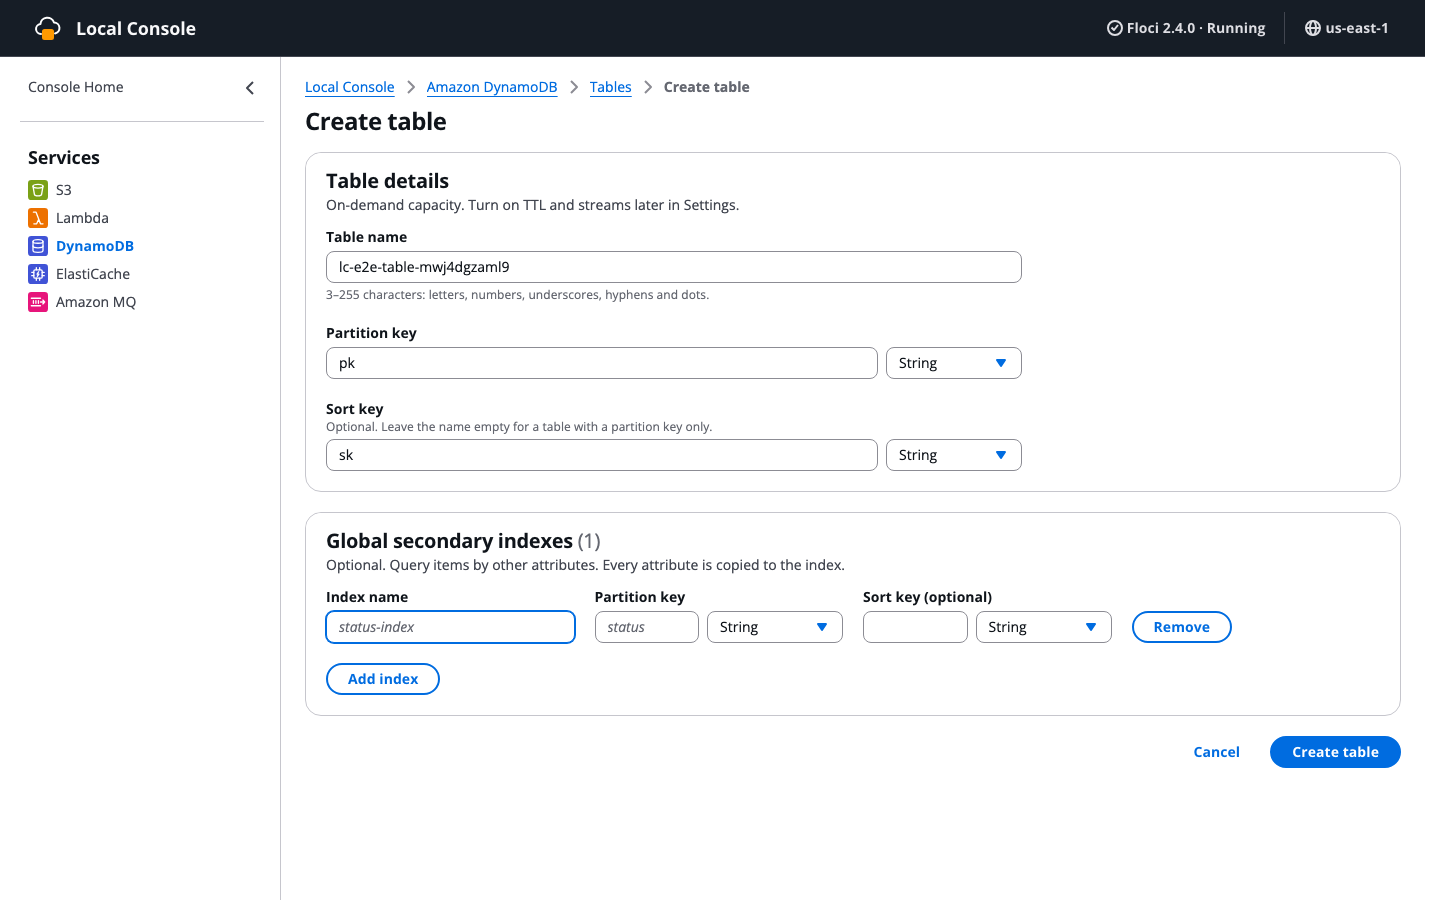 Local Console
Floci 2.4.0 · Running
us-east-1
Console Home
Services
S3
Lambda
DynamoDB
ElastiCache
Amazon MQ
Local Console > Amazon DynamoDB > Tables > Create table
Create table
Table details
On-demand capacity. Turn on TTL and streams later in Settings.
Table name
lc-e2e-table-mwj4dgzaml9
3–255 characters: letters, numbers, underscores, hyphens and dots.
Partition key
pk String
Sort key
Optional. Leave the name empty for a table with a partition key only.
sk String
Global secondary indexes (1)
Optional. Query items by other attributes. Every attribute is copied to the index.
Index name Partition key Sort key (optional)
status-index status String String Remove
Add index
Cancel Create table